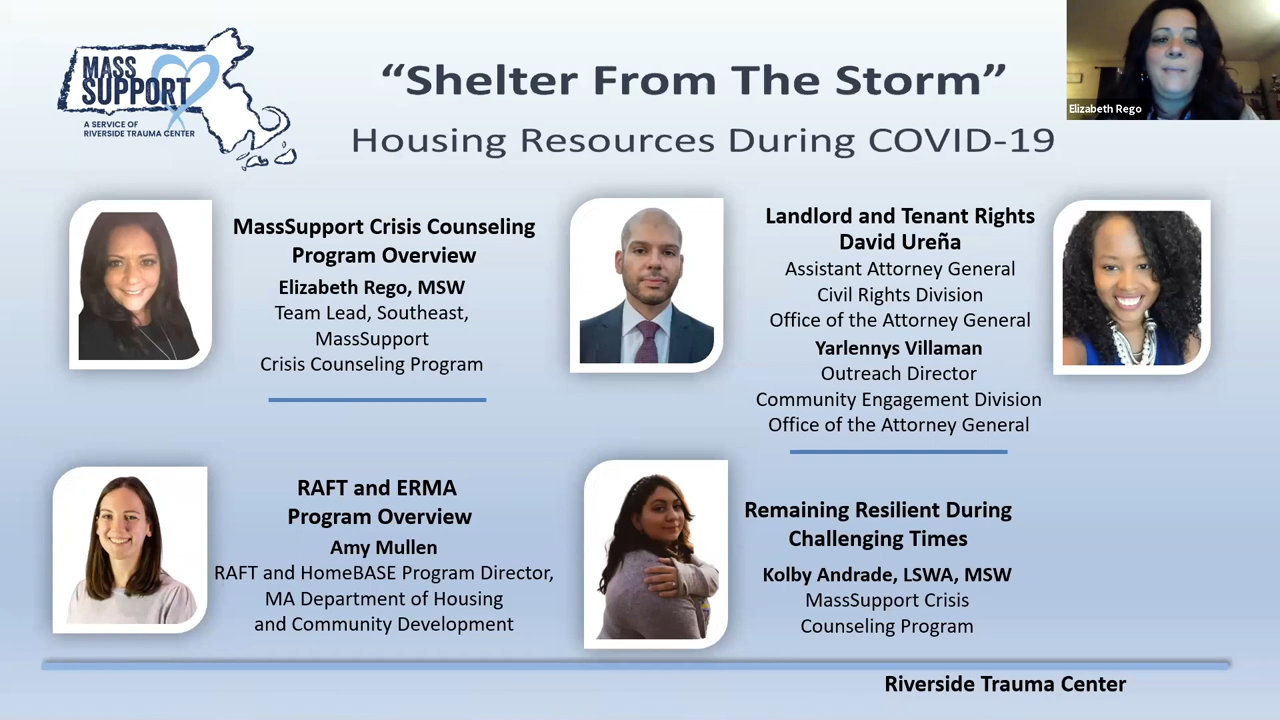 MASS
SUPPORT
A SERVICE OF
RIVERSIDE TRAUMA CENTER
“Shelter From The Storm”
Housing Resources During COVID-19
Elizabeth Rego
MassSupport Crisis Counseling
Program Overview
Elizabeth Rego, MSW
Team Lead, Southeast,
MassSupport
Crisis Counseling Program
Landlord and Tenant Rights
David Ureña
Assistant Attorney General
Civil Rights Division
Office of the Attorney General
Yarlennys Villaman
Outreach Director
Community Engagement Division
Office of the Attorney General
RAFT and ERMA
Program Overview
Amy Mullen
RAFT and HomeBASE Program Director,
MA Department of Housing
and Community Development
Remaining Resilient During
Challenging Times
Kolby Andrade, LSWA, MSW
MassSupport Crisis
Counseling Program
Riverside Trauma Center